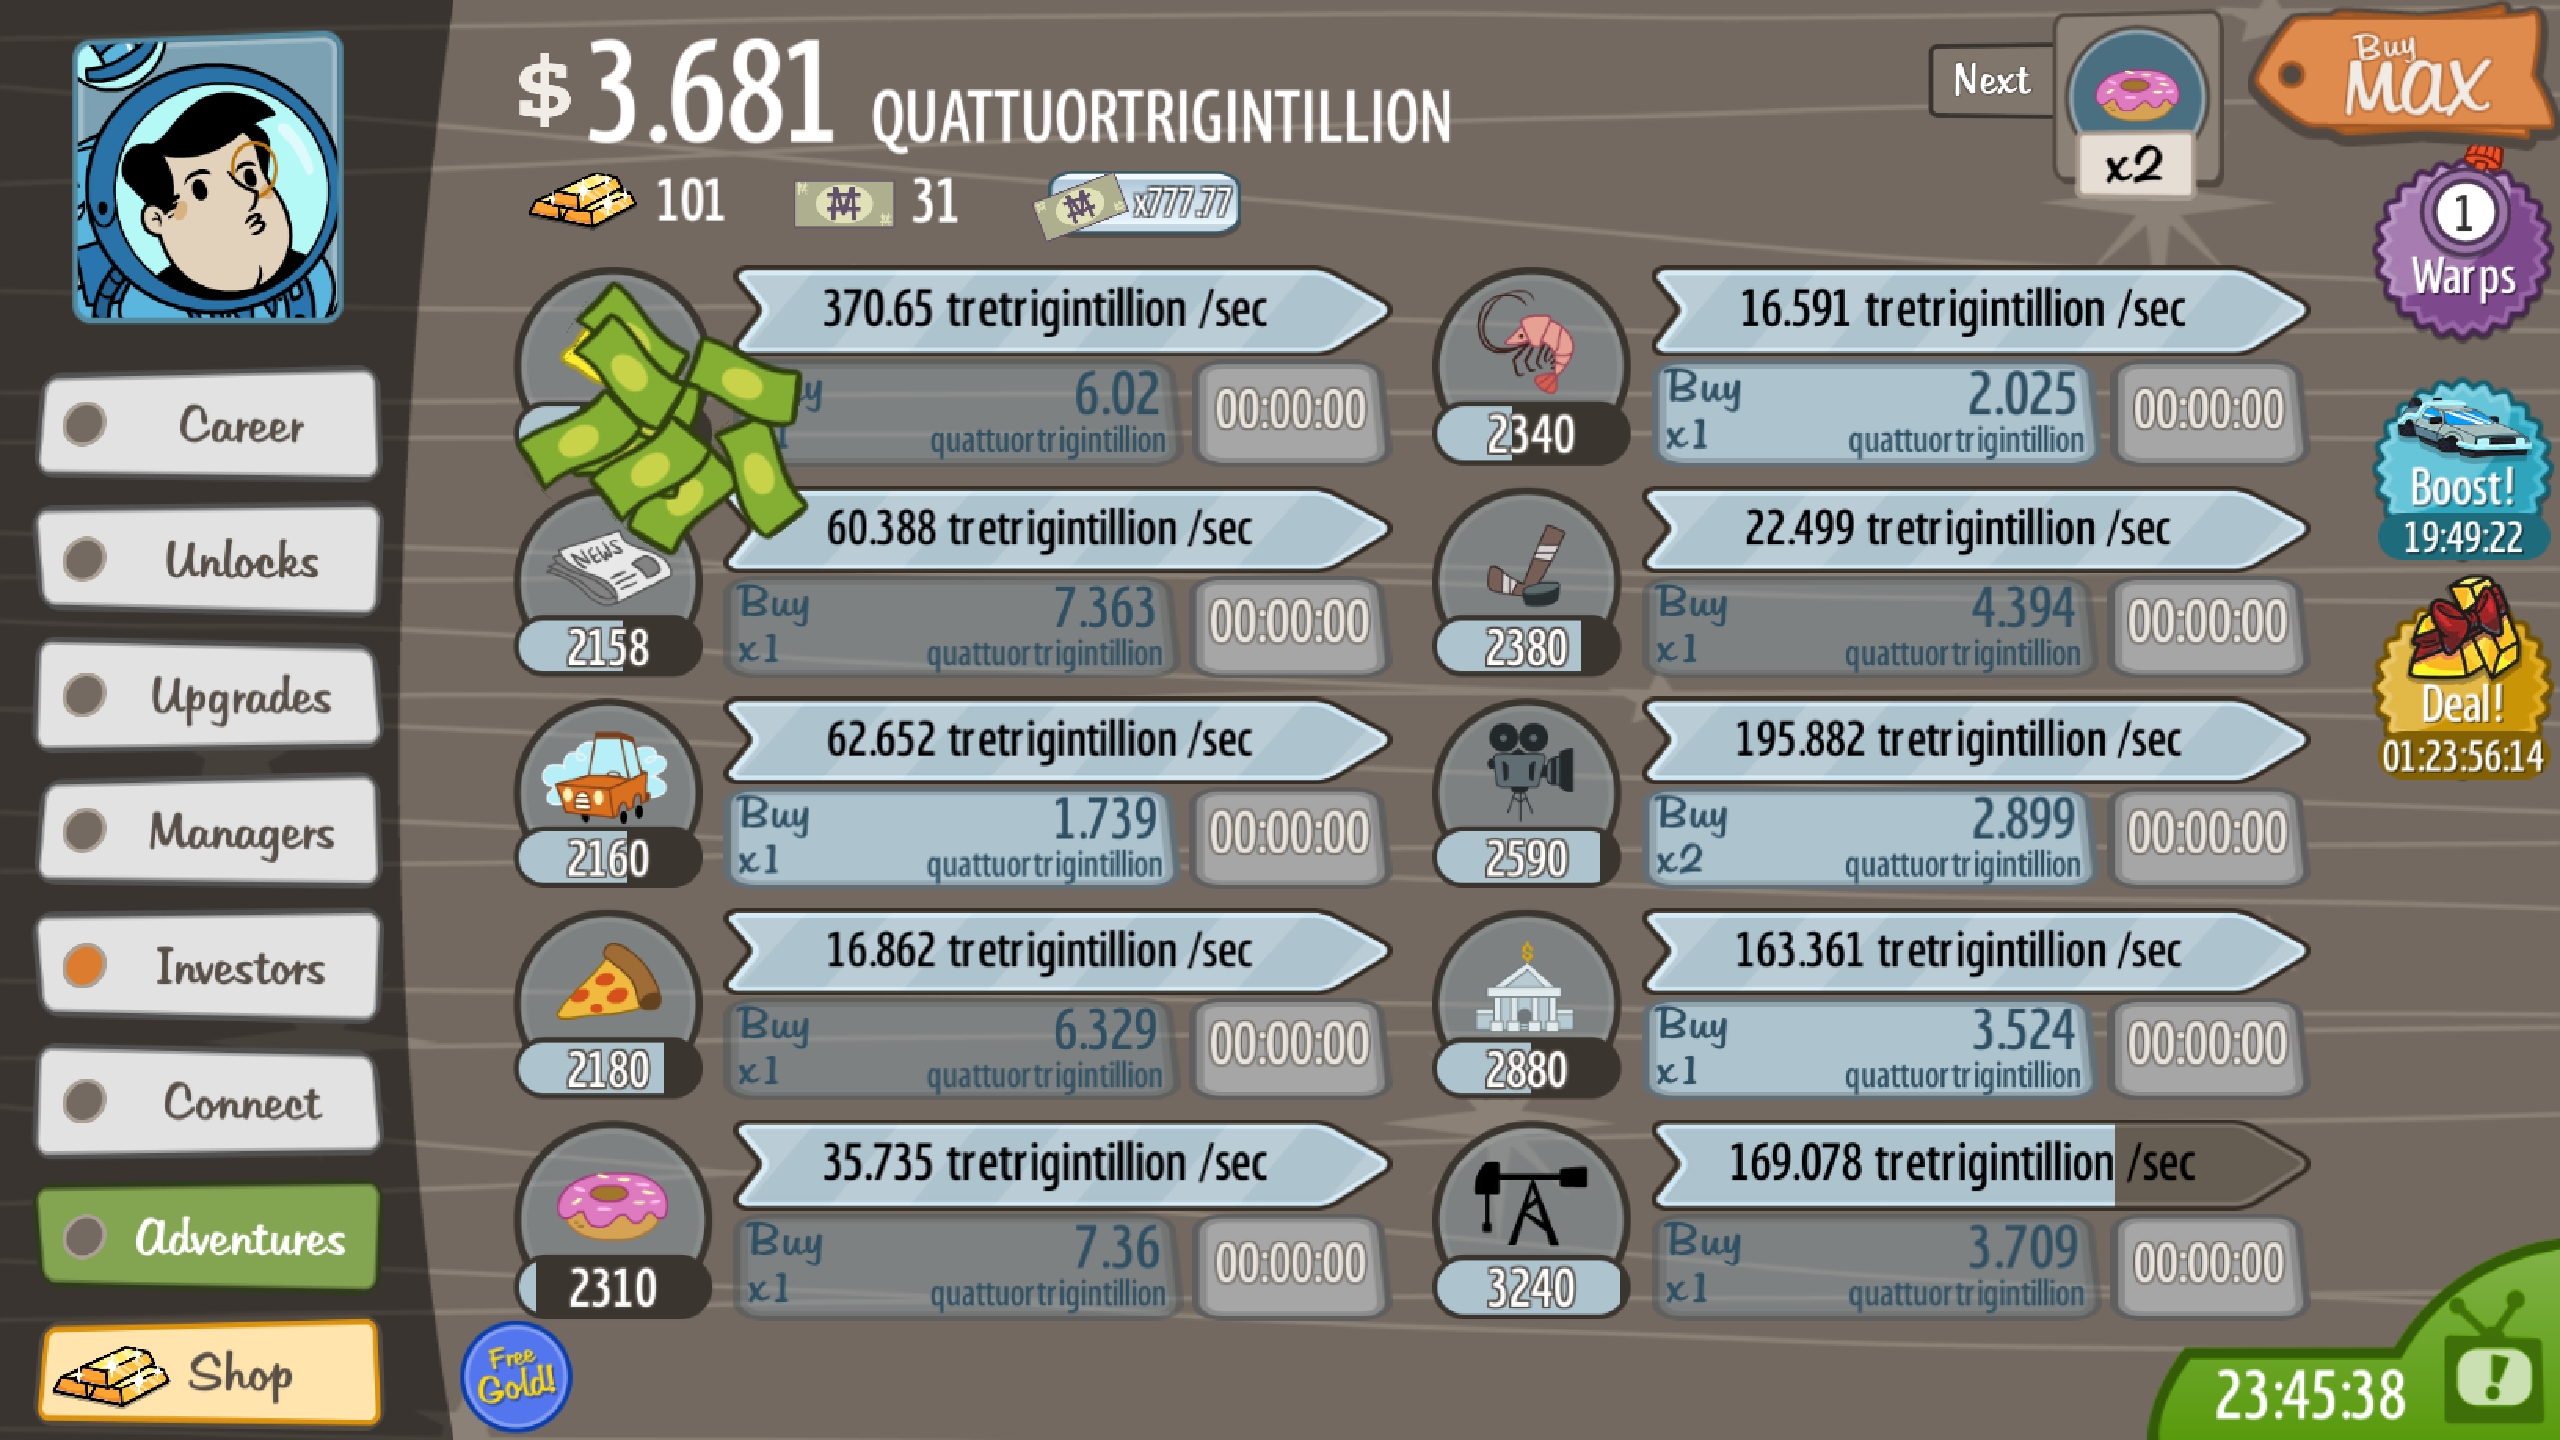 $3.681 QUATTUORTRIGINTILLION
101 31 x777.77
Next
x2
Buy
MAX
1
Warps
Boost!
19:49:22
Deal!
01:23:56:14
Career
Unlocks
Upgrades
Managers
Investors
Connect
Adventures
Shop
370.65 tretrigintillion /sec
6.02
quattuortrigintillion
00:00:00
NEWS
2158
60.388 tretrigintillion /sec
Buy 7.363
x1 quattuortrigintillion
00:00:00
2160
62.652 tretrigintillion /sec
Buy 1.739
x1 quattuortrigintillion
00:00:00
2180
16.862 tretrigintillion /sec
Buy 6.329
x1 quattuortrigintillion
00:00:00
2310
35.735 tretrigintillion /sec
Buy 7.36
x1 quattuortrigintillion
00:00:00
2340
16.591 tretrigintillion /sec
Buy 2.025
x1 quattuortrigintillion
00:00:00
2380
22.499 tretrigintillion /sec
Buy 4.394
x1 quattuortrigintillion
00:00:00
2590
195.882 tretrigintillion /sec
Buy 2.899
x2 quattuortrigintillion
00:00:00
2880
163.361 tretrigintillion /sec
Buy 3.524
x1 quattuortrigintillion
00:00:00
3240
169.078 tretrigintillion /sec
Buy 3.709
x1 quattuortrigintillion
00:00:00
Free
Gold!
23:45:38